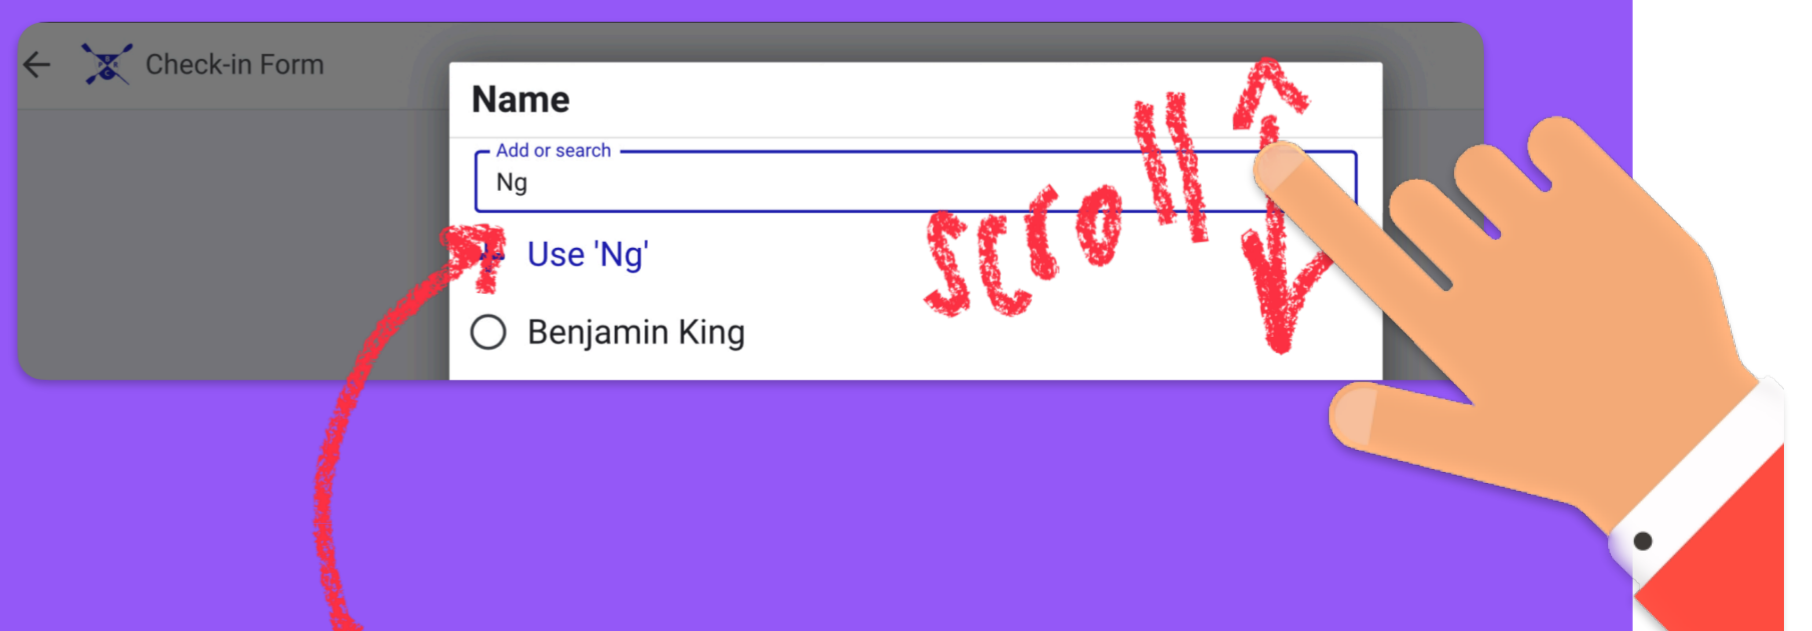 Check-in Form
Name
Add or search
Ng
scroll
Use 'Ng'
Benjamin King